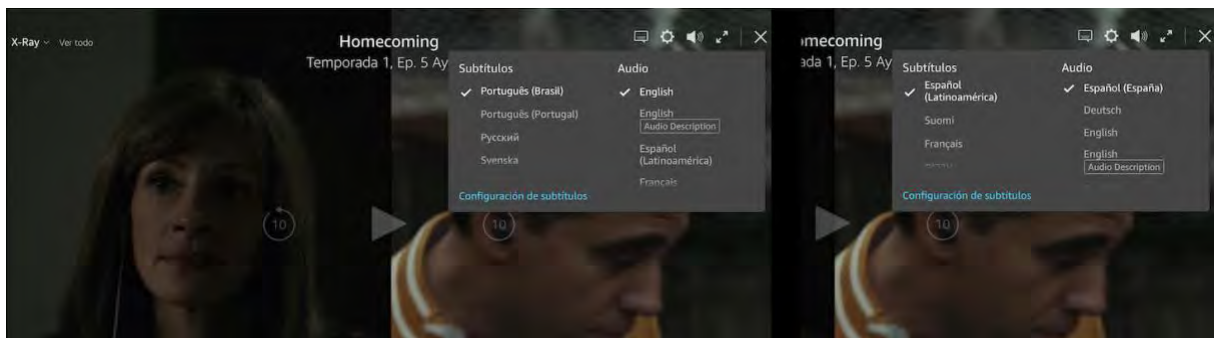 X-Ray Ver todo
Homecoming
Temporada 1, Ep. 5 Ay
Subtítulos
Português (Brasil)
Português (Portugal)
Русский
Svenska
Configuración de subtítulos
Audio
English
English
Audio Description
Español
(Latinoamérica)
Français
10
10
mecoming
ada 1, Ep. 5 Ay
Subtítulos
Español
(Latinoamérica)
Suomi
Français
Configuración de subtítulos
Audio
Español (España)
Deutsch
English
English
Audio Description
10